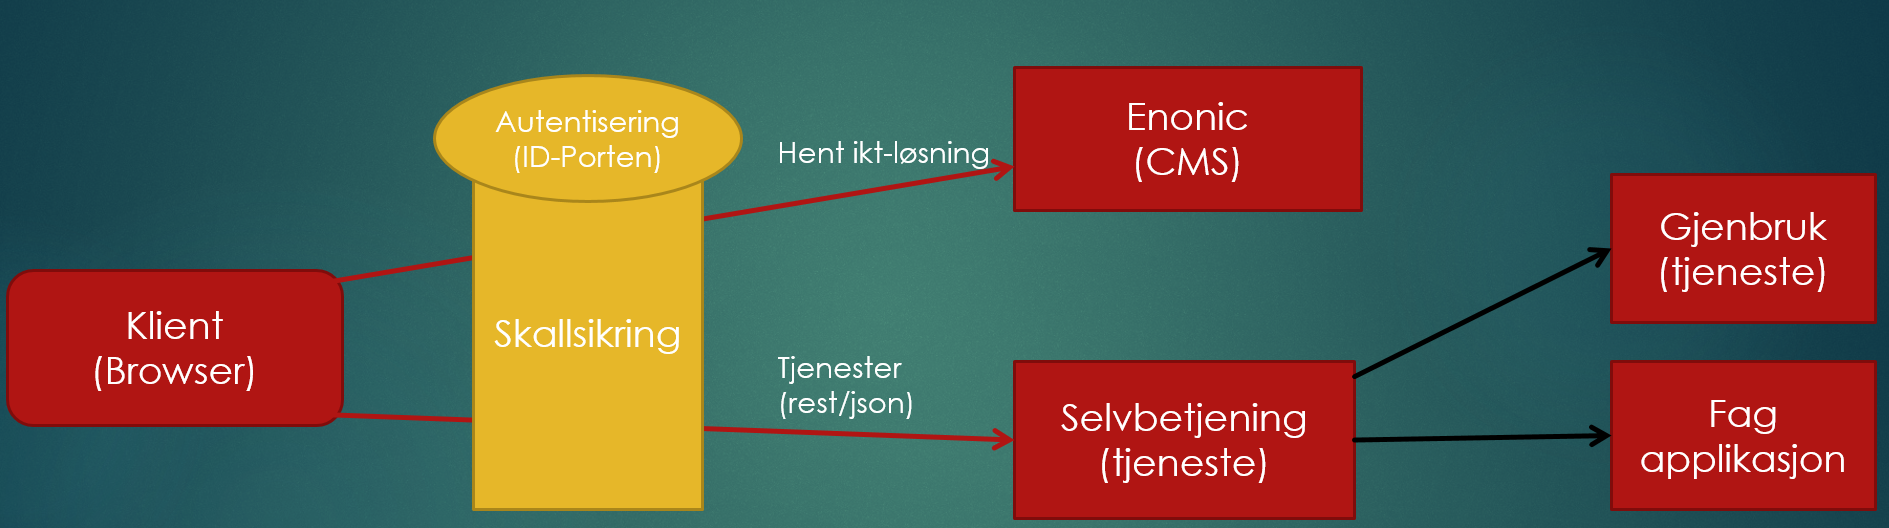 Autentisering
(ID-Porten)
Skallsikring
Klient
(Browser)
Hent ikt-løsning
Enonic
(CMS)
Tjenester
(rest/json)
Selvbetjening
(tjeneste)
Gjenbruk
(tjeneste)
Fag
applikasjon